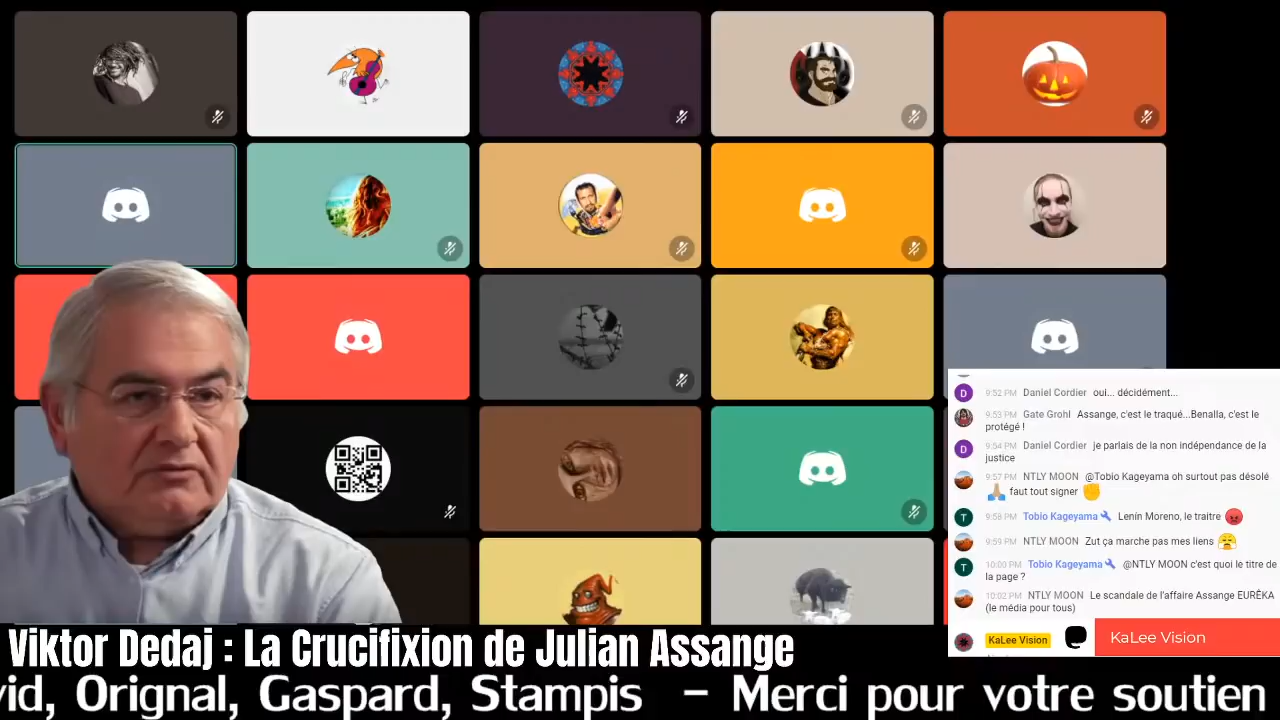 D 9:52 PM Daniel Cordier oui... décidément...
9:53 PM Gate Grohl Assange, c'est le traqué...Benalla, c'est le
protégé !
D 9:54 PM Daniel Cordier je parlais de la non indépendance de la
justice
9:57 PM NTLY MOON @Tobio Kageyama oh surtout pas désolé
faut tout signer
T 9:58 PM Tobio Kageyama Lenín Moreno, le traitre
9:59 PM NTLY MOON Zut ça marche pas mes liens
T 10:00 PM Tobio Kageyama @NTLY MOON c'est quoi le titre de
la page ?
10:02 PM NTLY MOON Le scandale de l'affaire Assange EURÊKA
(le média pour tous)
KaLee Vision KaLee Vision
Viktor Dedaj : La Crucifixion de Julian Assange
vid, Orignal, Gaspard, Stampis – Merci pour votre soutien